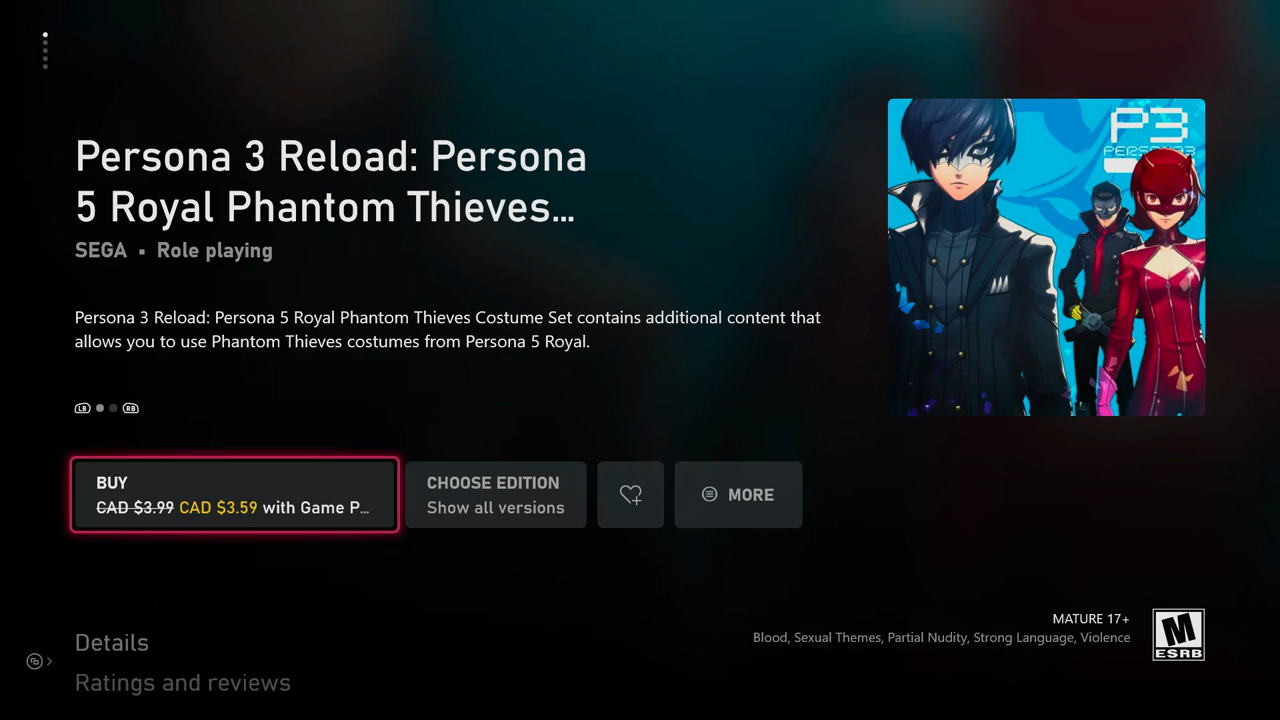 Persona 3 Reload: Persona
5 Royal Phantom Thieves...
SEGA ▪ Role playing
Persona 3 Reload: Persona 5 Royal Phantom Thieves Costume Set contains additional content that
allows you to use Phantom Thieves costumes from Persona 5 Royal.
LB RB
BUY
CAD $3.99 CAD $3.59 with Game P...
CHOOSE EDITION
Show all versions
MORE
P3
PERSONA3
MATURE 17+
Blood, Sexual Themes, Partial Nudity, Strong Language, Violence
M
ESRB
Details
Ratings and reviews